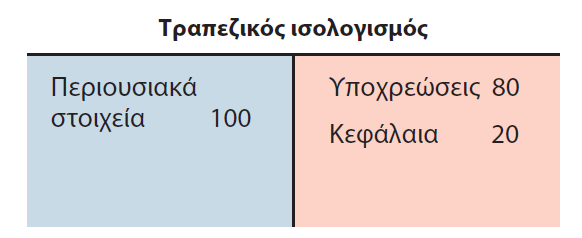 Τραπεζικός ισολογισμός
Περιουσιακά
στοιχεία 100
Υποχρεώσεις 80
Κεφάλαια 20